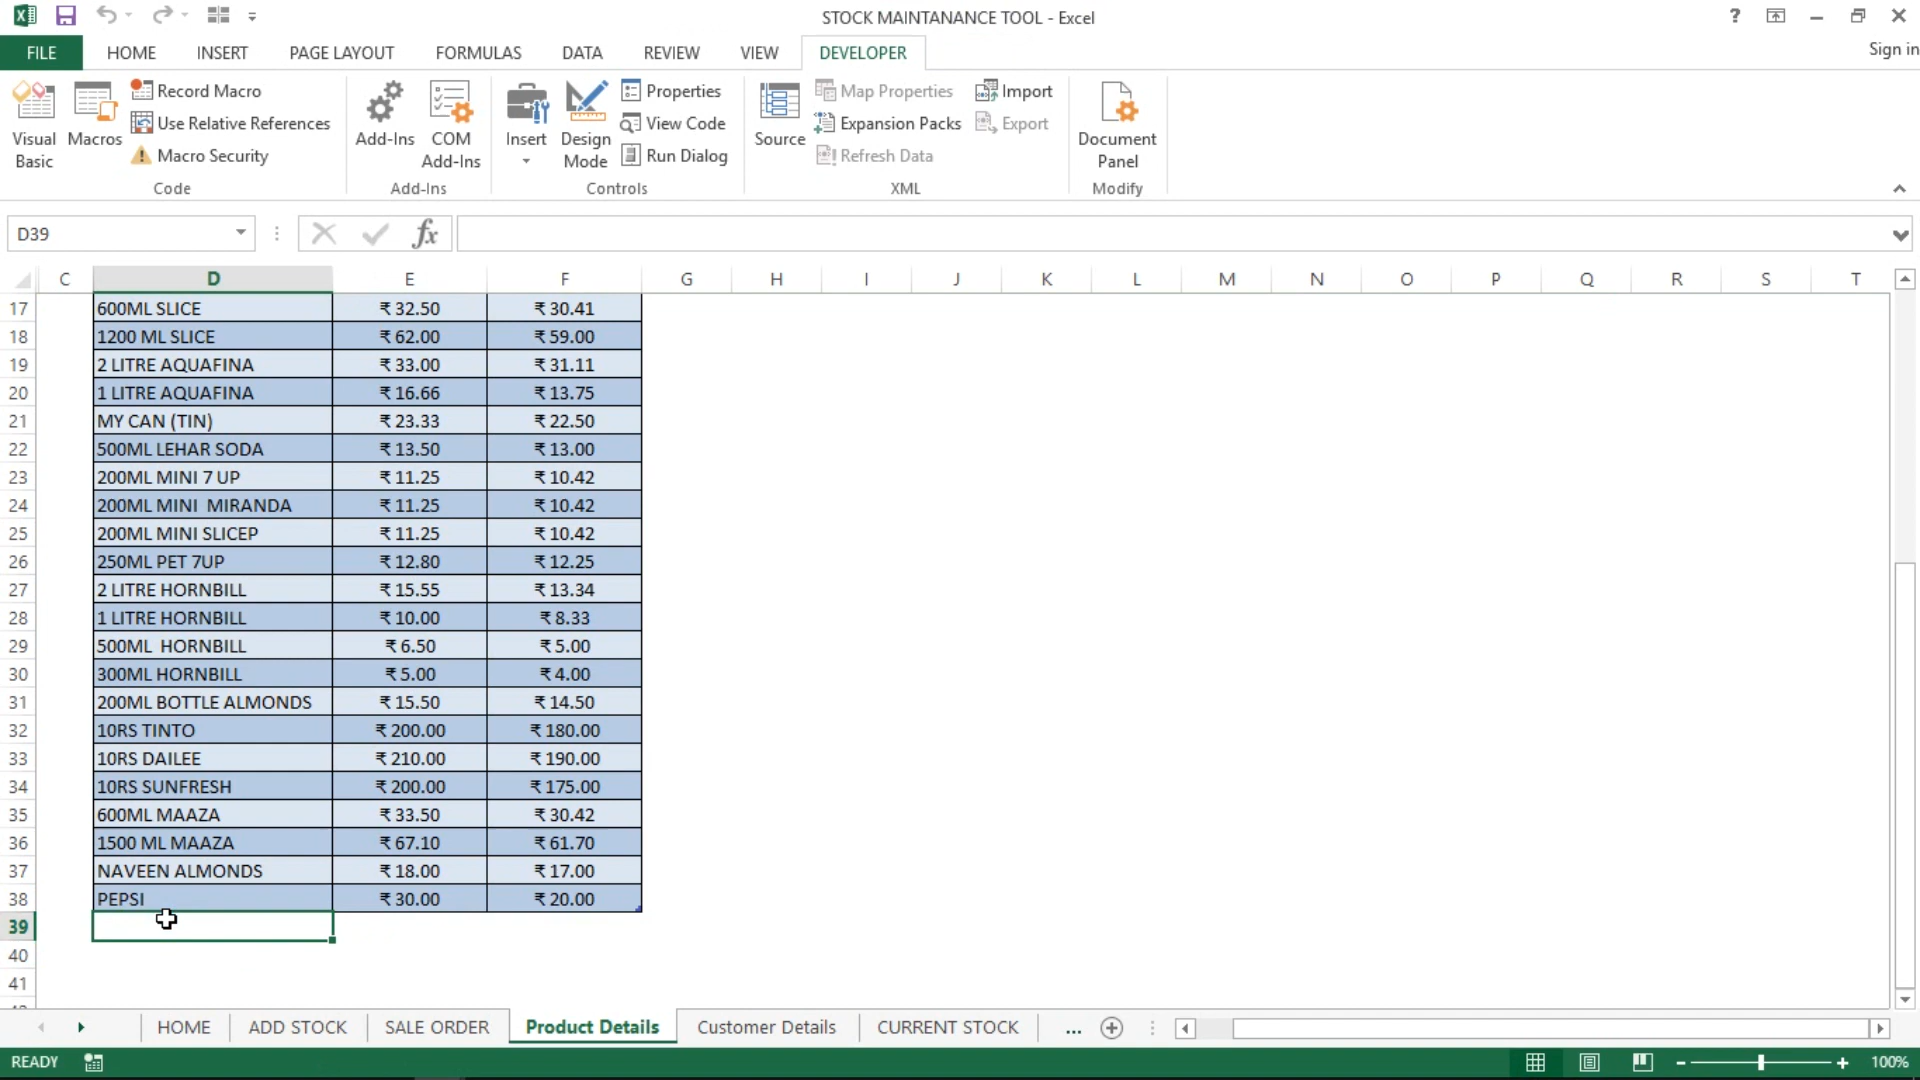 STOCK MAINTANANCE TOOL - Excel
?
FILE HOME INSERT PAGE LAYOUT FORMULAS DATA REVIEW VIEW DEVELOPER Sign in
Visual Basic
Macros
Record Macro
Use Relative References
Macro Security
Code
Add-Ins
COM Add-Ins
Add-Ins
Insert
Design Mode
Properties
View Code
Run Dialog
Controls
Source
Map Properties
Expansion Packs
Refresh Data
Import
Export
XML
Document Panel
Modify
D39 fx
C D E F G H I J K L M N O P Q R S T
17 600ML SLICE ₹ 32.50 ₹ 30.41
18 1200 ML SLICE ₹ 62.00 ₹ 59.00
19 2 LITRE AQUAFINA ₹ 33.00 ₹ 31.11
20 1 LITRE AQUAFINA ₹ 16.66 ₹ 13.75
21 MY CAN (TIN) ₹ 23.33 ₹ 22.50
22 500ML LEHAR SODA ₹ 13.50 ₹ 13.00
23 200ML MINI 7 UP ₹ 11.25 ₹ 10.42
24 200ML MINI  MIRANDA ₹ 11.25 ₹ 10.42
25 200ML MINI SLICEP ₹ 11.25 ₹ 10.42
26 250ML PET 7UP ₹ 12.80 ₹ 12.25
27 2 LITRE HORNBILL ₹ 15.55 ₹ 13.34
28 1 LITRE HORNBILL ₹ 10.00 ₹ 8.33
29 500ML  HORNBILL ₹ 6.50 ₹ 5.00
30 300ML HORNBILL ₹ 5.00 ₹ 4.00
31 200ML BOTTLE ALMONDS ₹ 15.50 ₹ 14.50
32 10RS TINTO ₹ 200.00 ₹ 180.00
33 10RS DAILEE ₹ 210.00 ₹ 190.00
34 10RS SUNFRESH ₹ 200.00 ₹ 175.00
35 600ML MAAZA ₹ 33.50 ₹ 30.42
36 1500 ML MAAZA ₹ 67.10 ₹ 61.70
37 NAVEEN ALMONDS ₹ 18.00 ₹ 17.00
38 PEPSI ₹ 30.00 ₹ 20.00
39
40
41
HOME ADD STOCK SALE ORDER Product Details Customer Details CURRENT STOCK ...
READY 100%